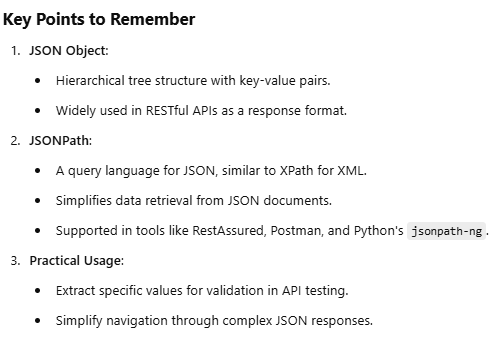 Key Points to Remember
1. JSON Object:
• Hierarchical tree structure with key-value pairs.
• Widely used in RESTful APIs as a response format.
2. JSONPath:
• A query language for JSON, similar to XPath for XML.
• Simplifies data retrieval from JSON documents.
• Supported in tools like RestAssured, Postman, and Python's jsonpath-ng.
3. Practical Usage:
• Extract specific values for validation in API testing.
• Simplify navigation through complex JSON responses.